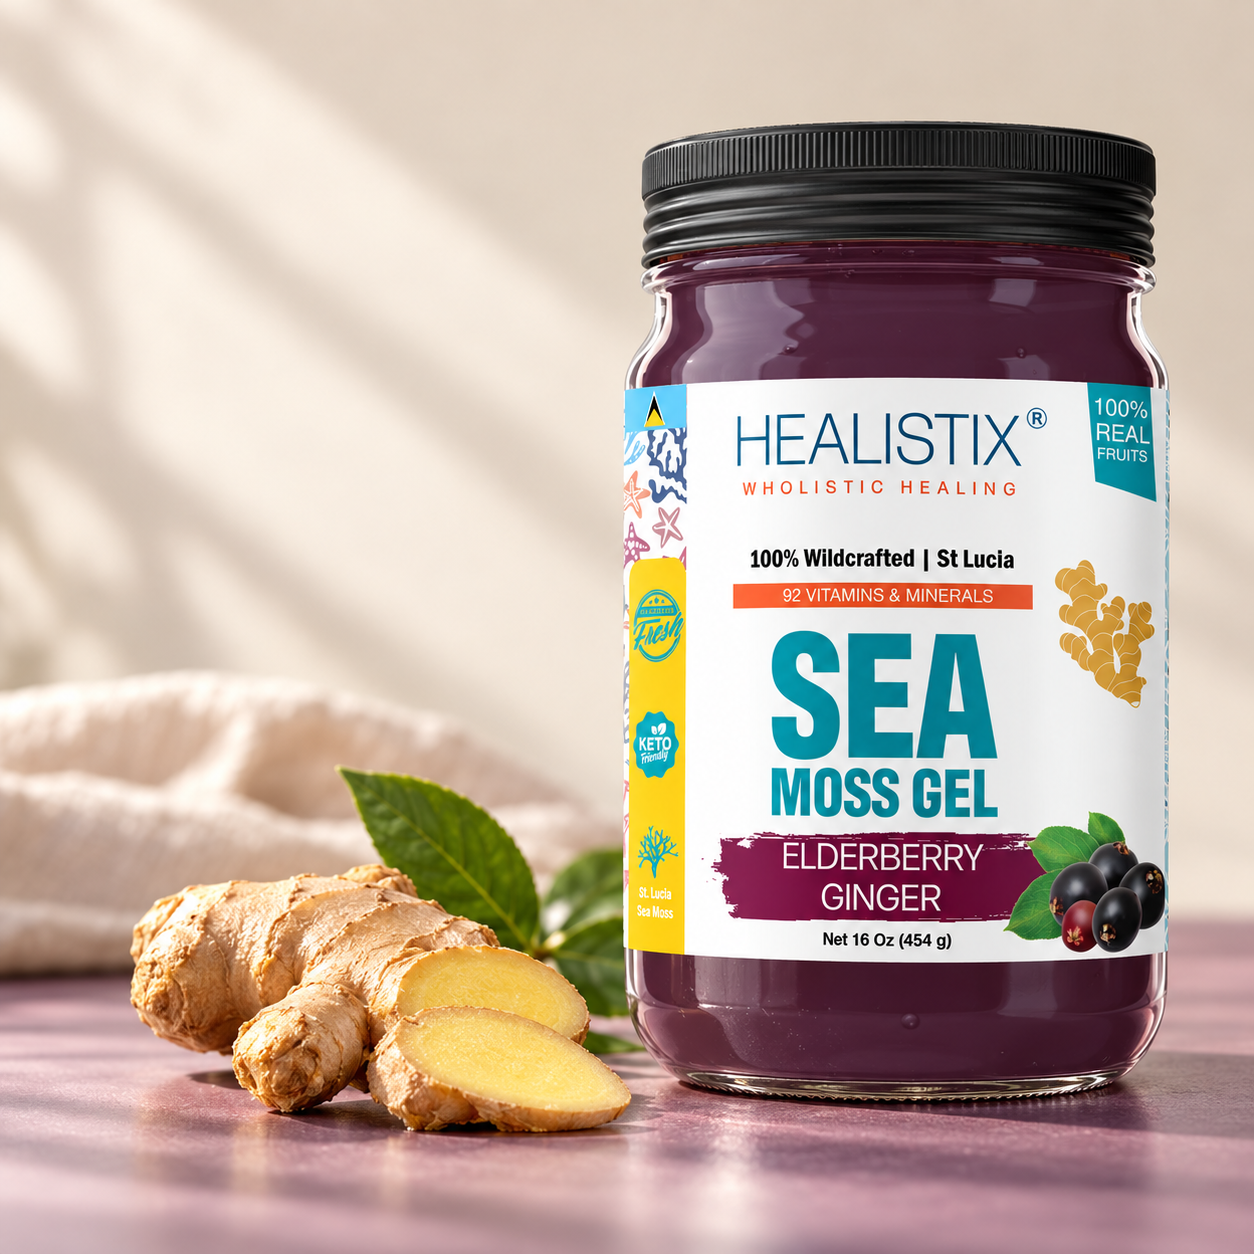 HEALISTIX®
WHOLISTIC HEALING
100%
REAL
FRUITS
100% Wildcrafted | St Lucia
92 VITAMINS & MINERALS
SEA
MOSS GEL
ELDERBERRY
GINGER
Net 16 Oz (454 g)
Fresh
KETO
Friendly
St. Lucia
Sea Moss